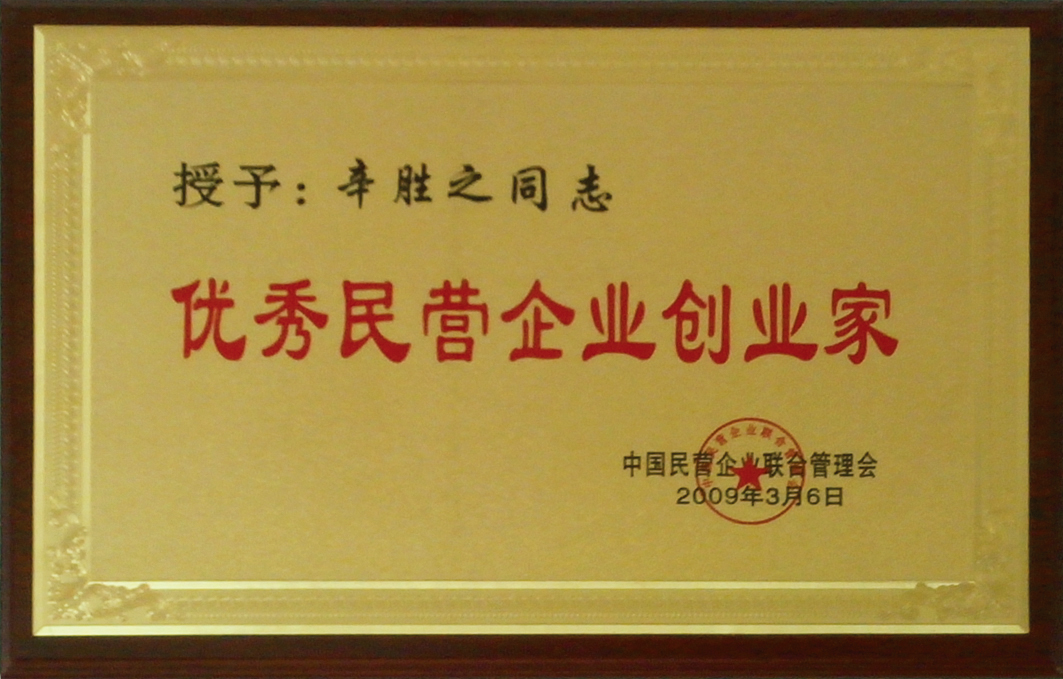 授予：辛胜之同志
优秀民营企业创业家
中国民营企业联合管理会
2009年3月6日